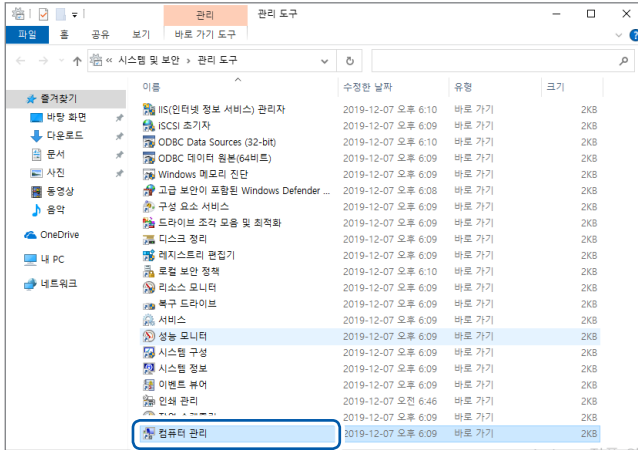 관리
관리 도구
파일
홈
공유
보기
바로 가기 도구
« 시스템 및 보안 › 관리 도구
이름
수정한 날짜
유형
크기
즐겨찾기
바탕 화면
다운로드
문서
사진
동영상
음악
OneDrive
내 PC
네트워크
IIS(인터넷 정보 서비스) 관리자 2019-12-07 오후 6:10 바로 가기 2KB
iSCSI 초기자 2019-12-07 오후 6:09 바로 가기 2KB
ODBC Data Sources (32-bit) 2019-12-07 오후 6:10 바로 가기 2KB
ODBC 데이터 원본(64비트) 2019-12-07 오후 6:09 바로 가기 2KB
Windows 메모리 진단 2019-12-07 오후 6:09 바로 가기 2KB
고급 보안이 포함된 Windows Defender ... 2019-12-07 오후 6:08 바로 가기 2KB
구성 요소 서비스 2019-12-07 오후 6:09 바로 가기 2KB
드라이브 조각 모음 및 최적화 2019-12-07 오후 6:09 바로 가기 2KB
디스크 정리 2019-12-07 오후 6:09 바로 가기 2KB
레지스트리 편집기 2019-12-07 오후 6:09 바로 가기 2KB
로컬 보안 정책 2019-12-07 오후 6:10 바로 가기 2KB
리소스 모니터 2019-12-07 오후 6:09 바로 가기 2KB
복구 드라이브 2019-12-07 오후 6:09 바로 가기 2KB
서비스 2019-12-07 오후 6:09 바로 가기 2KB
성능 모니터 2019-12-07 오후 6:09 바로 가기 2KB
시스템 구성 2019-12-07 오후 6:09 바로 가기 2KB
시스템 정보 2019-12-07 오후 6:09 바로 가기 2KB
이벤트 뷰어 2019-12-07 오후 6:09 바로 가기 2KB
인쇄 관리 2019-12-07 오전 6:46 바로 가기 2KB
2019-12-07 오후 6:09 바로 가기 2KB
컴퓨터 관리 2019-12-07 오후 6:09 바로 가기 2KB